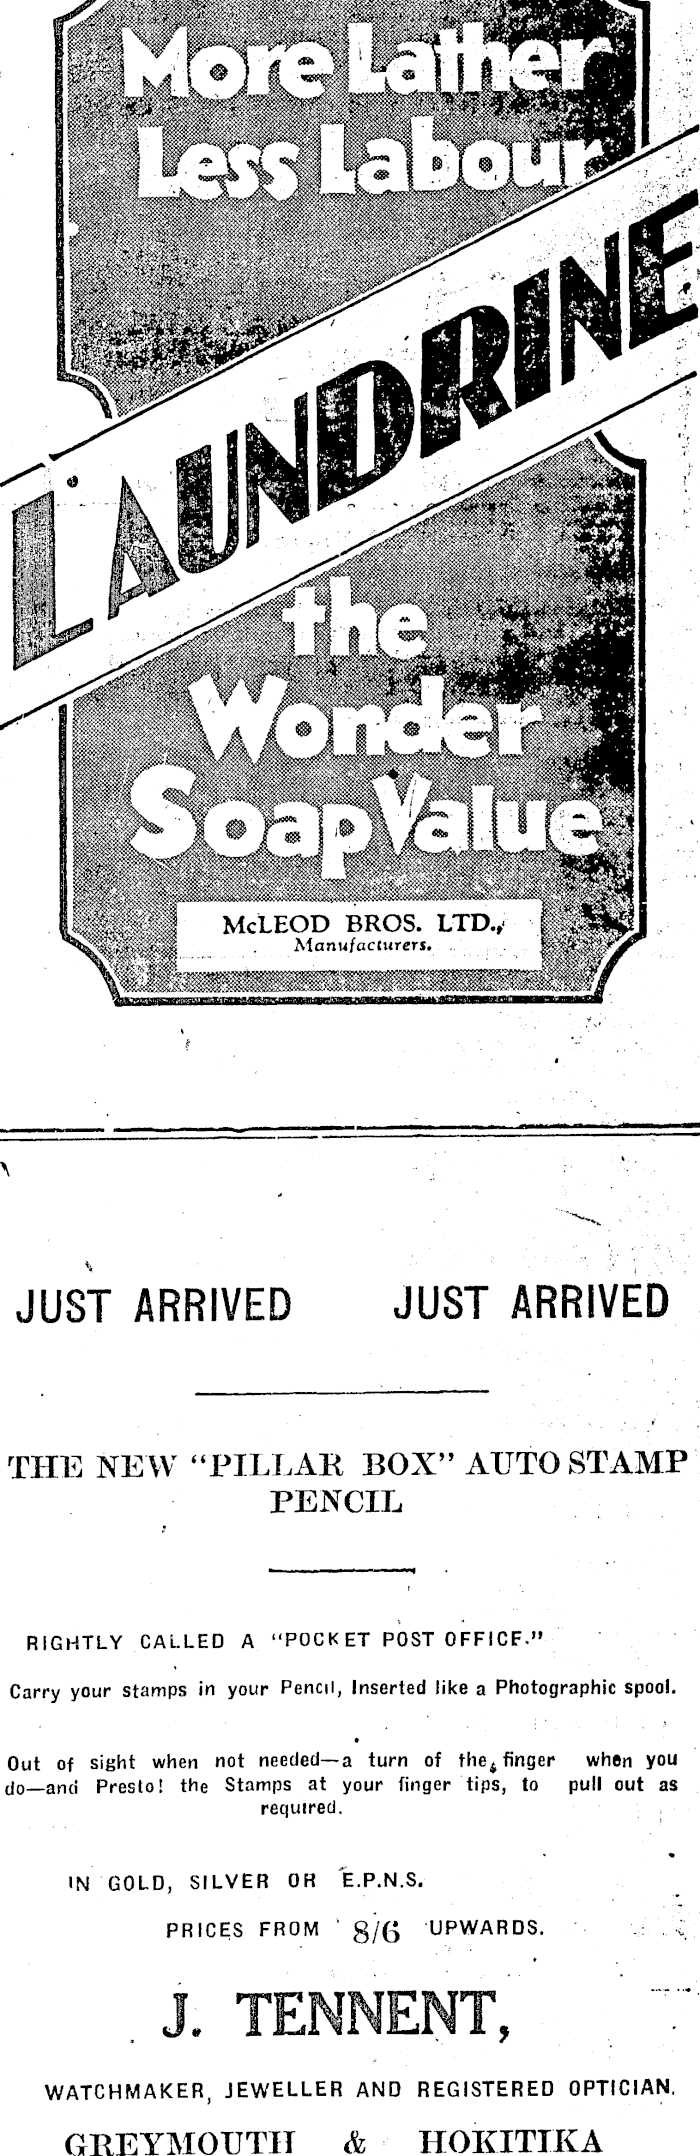 More Lather
Less Labour
LAUNDRINE
the
Wonder
Soap Value
McLEOD BROS. LTD.,
Manufacturers.
JUST ARRIVED JUST ARRIVED
THE NEW "PILLAR BOX" AUTO STAMP
PENCIL
RIGHTLY CALLED A "POCKET POST OFFICE."
Carry your stamps in your Pencil, Inserted like a Photographic spool.
Out of sight when not needed—a turn of the finger when you
do—and Presto! the Stamps at your finger tips, to pull out as
required.
IN GOLD, SILVER OR E.P.N.S.
PRICES FROM 8/6 UPWARDS.
J. TENNENT,
WATCHMAKER, JEWELLER AND REGISTERED OPTICIAN.
GREYMOUTH & HOKITIKA